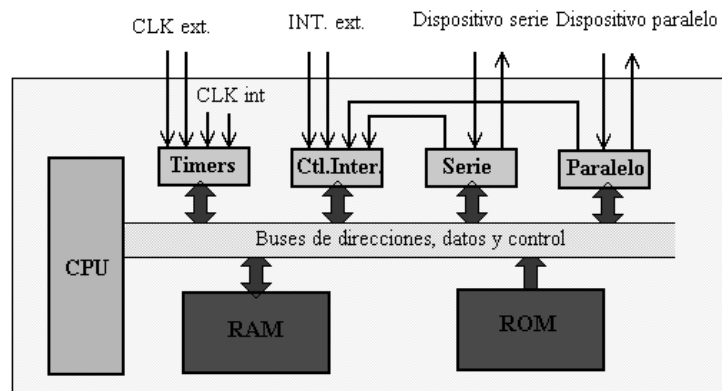 CLK ext.
INT. ext.
Dispositivo serie
Dispositivo paralelo
CLK int
Timers
Ctl.Inter.
Serie
Paralelo
Buses de direcciones, datos y control
CPU
RAM
ROM